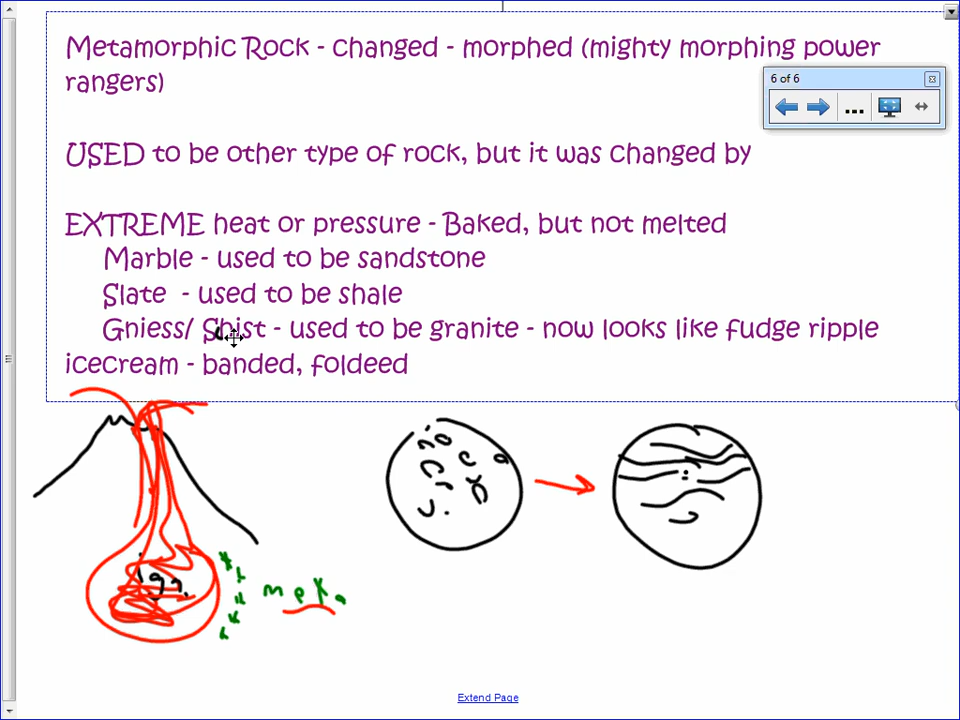 Metamorphic Rock - changed - morphed (mighty morphing power
rangers)
6 of 6
USED to be other type of rock, but it was changed by
EXTREME heat or pressure - Baked, but not melted
Marble - used to be sandstone
Slate - used to be shale
Gniess/ Shist - used to be granite - now looks like fudge ripple
icecream - banded, foldeed
ign.
meta
Extend Page